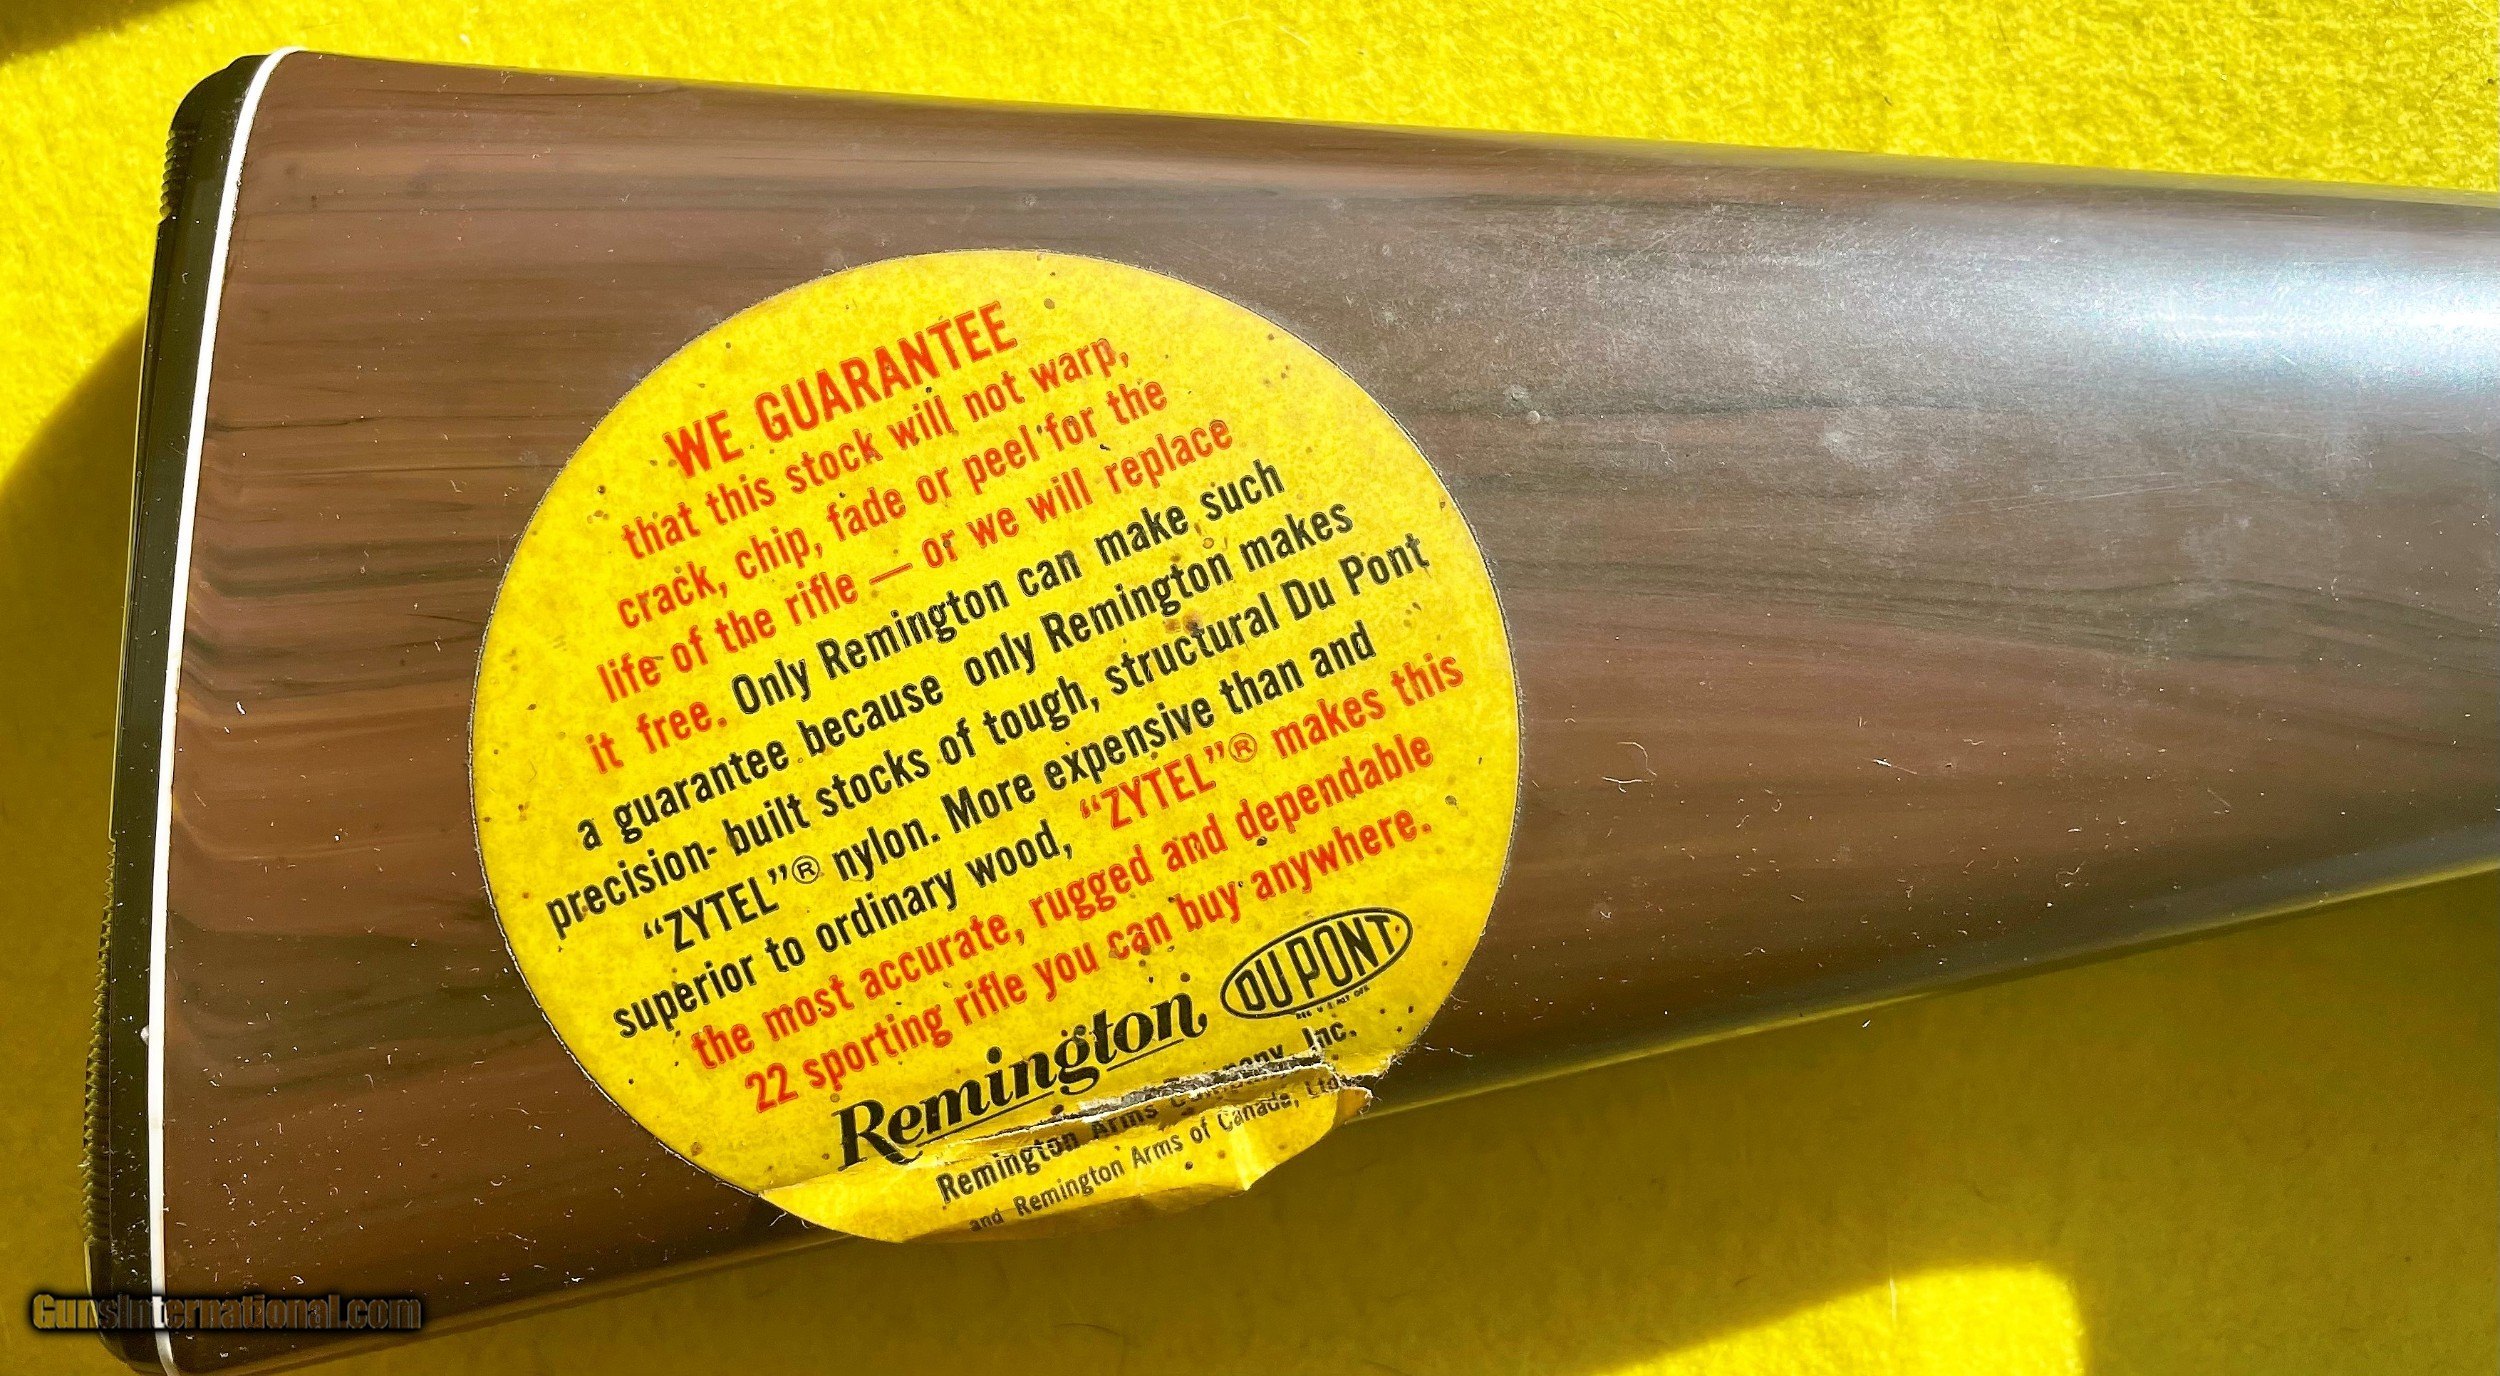 WE GUARANTEE
that this stock will not warp,
crack, chip, fade or peel for the
life of the rifle — or we will replace
it free. Only Remington can make such
a guarantee because only Remington makes
precision- built stocks of tough, structural Du Pont
“ZYTEL”® nylon. More expensive than and
superior to ordinary wood, “ZYTEL”® makes this
the most accurate, rugged and dependable
22 sporting rifle you can buy anywhere.
Remington DU PONT
Remington Arms Company, Inc.
and Remington Arms of Canada, Ltd.
GunsInternational.com